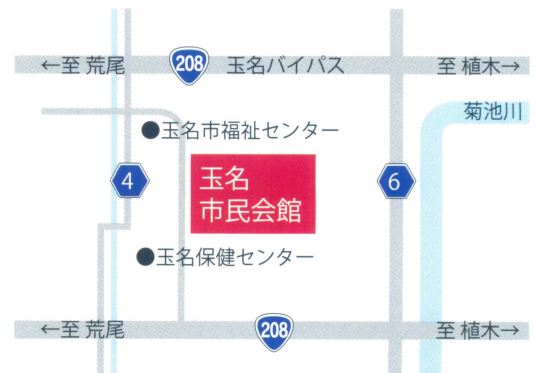 ←至 荒尾
208
玉名バイパス
至 植木→
菊池川
●玉名市福祉センター
4
玉名
市民会館
6
●玉名保健センター
←至 荒尾
208
至 植木→